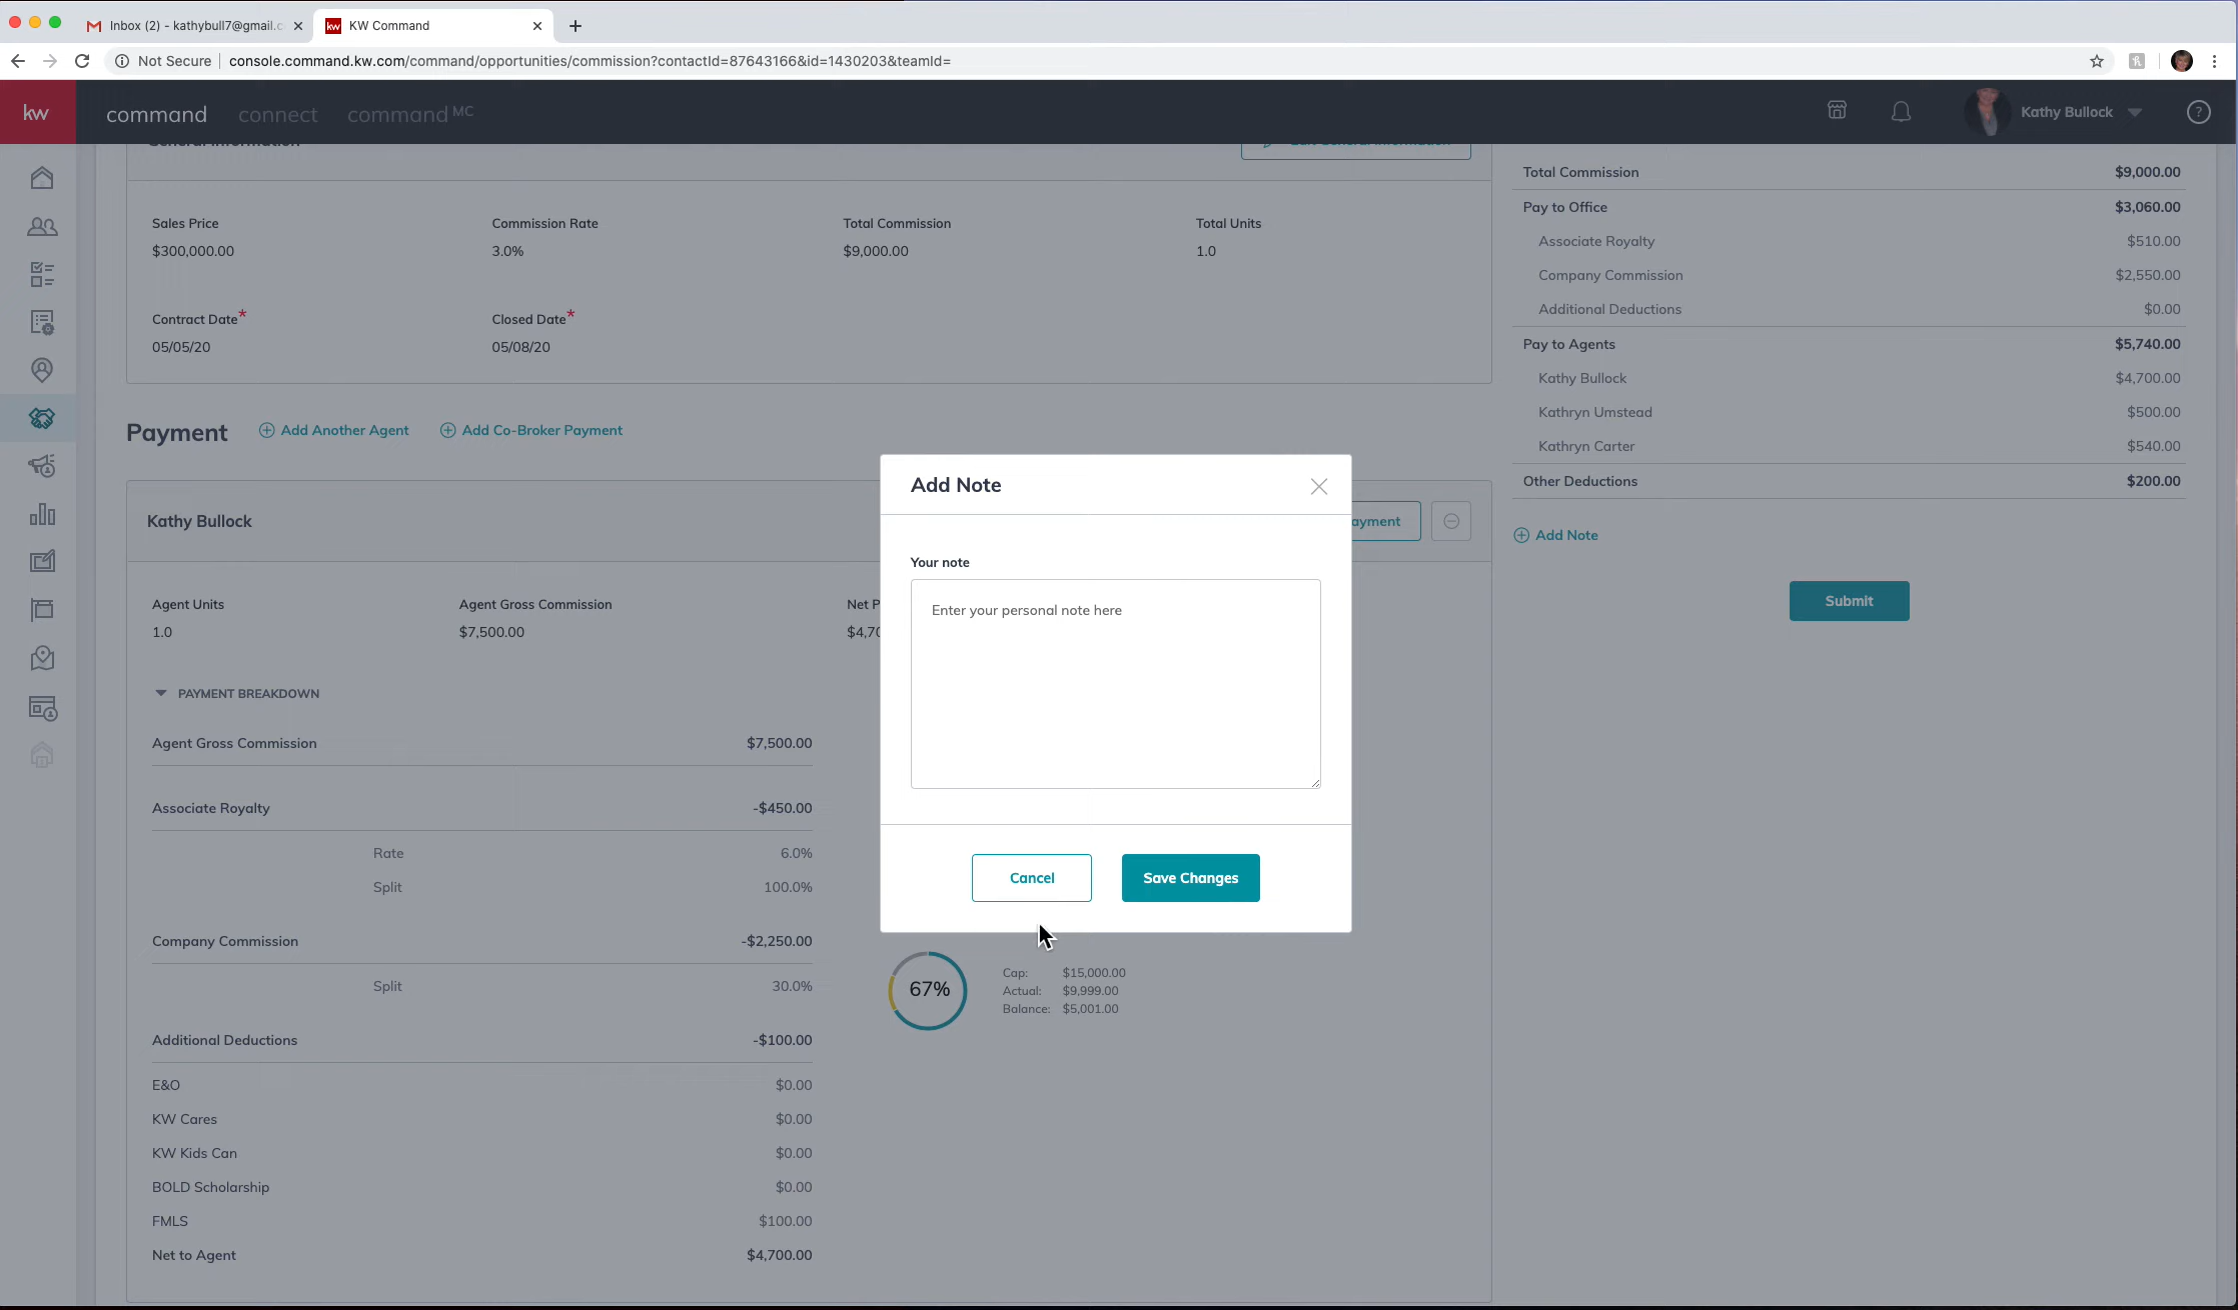 Inbox (2) - kathybull7@gmail.c
KW Command
Not Secure
console.command.kw.com/command/opportunities/commission?contactId=87643166&id=1430203&teamId=
kw
command
connect
command MC
Kathy Bullock
General Information
Edit General Information
Sales Price
Commission Rate
Total Commission
Total Units
$300,000.00
3.0%
$9,000.00
1.0
Contract Date*
Closed Date*
05/05/20
05/08/20
Payment
Add Another Agent
Add Co-Broker Payment
Kathy Bullock
ayment
Agent Units
Agent Gross Commission
Net P
1.0
$7,500.00
$4,70
PAYMENT BREAKDOWN
Agent Gross Commission $7,500.00
Associate Royalty -$450.00
Rate 6.0%
Split 100.0%
Company Commission -$2,250.00
Split 30.0%
Additional Deductions -$100.00
E&O $0.00
KW Cares $0.00
KW Kids Can $0.00
BOLD Scholarship $0.00
FMLS $100.00
Net to Agent $4,700.00
67%
Cap: $15,000.00
Actual: $9,999.00
Balance: $5,001.00
Add Note
Your note
Enter your personal note here
Cancel
Save Changes
Total Commission $9,000.00
Pay to Office $3,060.00
Associate Royalty $510.00
Company Commission $2,550.00
Additional Deductions $0.00
Pay to Agents $5,740.00
Kathy Bullock $4,700.00
Kathryn Umstead $500.00
Kathryn Carter $540.00
Other Deductions $200.00
Add Note
Submit